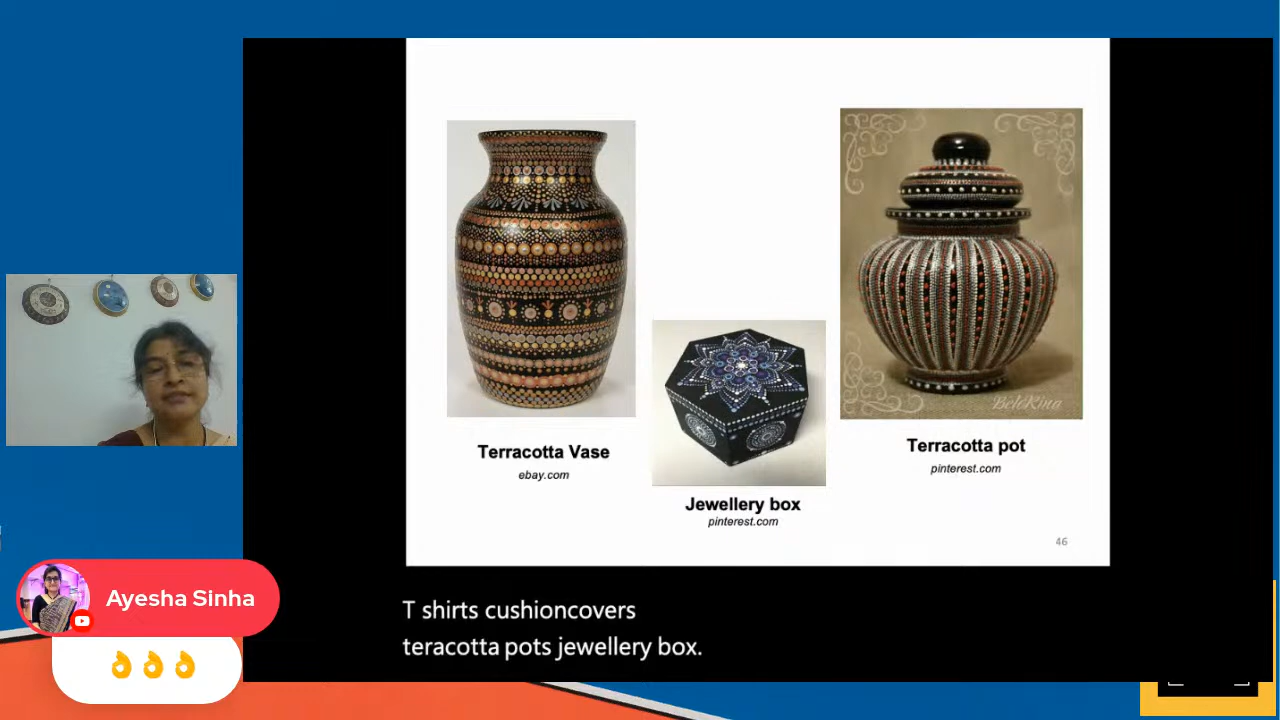 Terracotta Vase
ebay.com
Jewellery box
pinterest.com
BeleKina
Terracotta pot
pinterest.com
46
T shirts cushioncovers
teracotta pots jewellery box.
Ayesha Sinha
👌👌👌